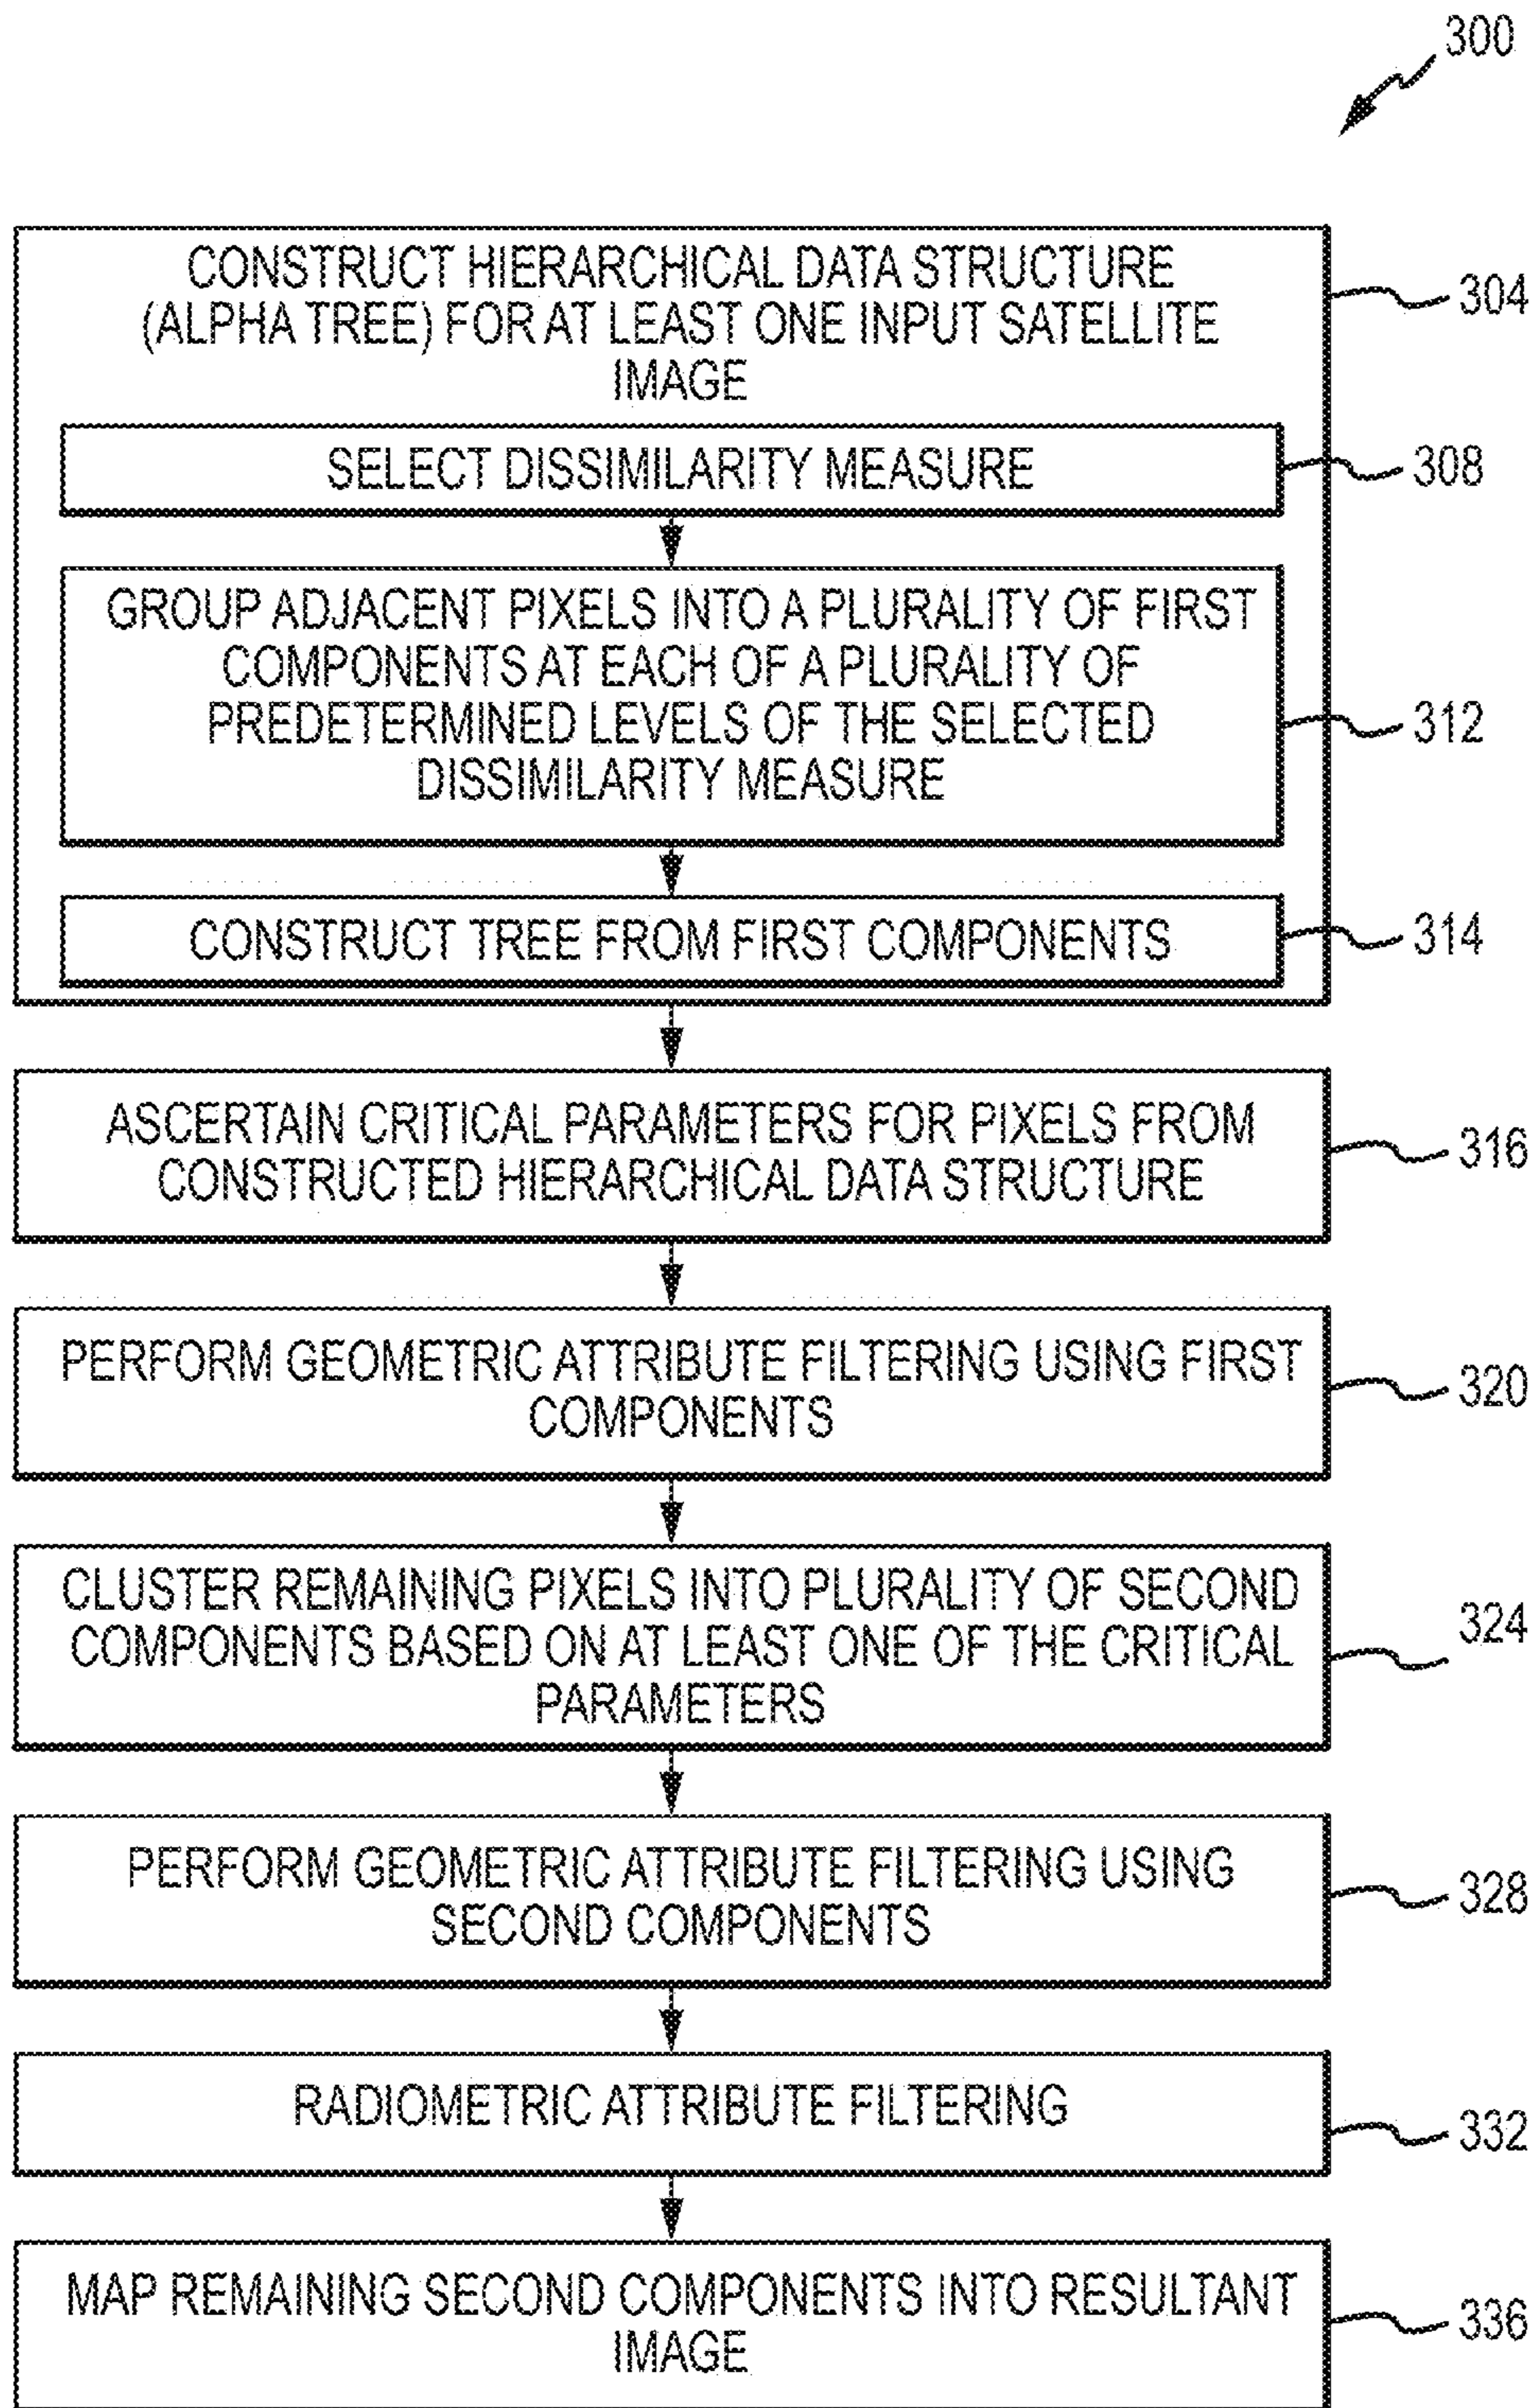 300
CONSTRUCT HIERARCHICAL DATA STRUCTURE
(ALPHA TREE) FOR AT LEAST ONE INPUT SATELLITE
IMAGE
304
SELECT DISSIMILARITY MEASURE
308
GROUP ADJACENT PIXELS INTO A PLURALITY OF FIRST
COMPONENTS AT EACH OF A PLURALITY OF
PREDETERMINED LEVELS OF THE SELECTED
DISSIMILARITY MEASURE
312
CONSTRUCT TREE FROM FIRST COMPONENTS
314
ASCERTAIN CRITICAL PARAMETERS FOR PIXELS FROM
CONSTRUCTED HIERARCHICAL DATA STRUCTURE
316
PERFORM GEOMETRIC ATTRIBUTE FILTERING USING FIRST
COMPONENTS
320
CLUSTER REMAINING PIXELS INTO PLURALITY OF SECOND
COMPONENTS BASED ON AT LEAST ONE OF THE CRITICAL
PARAMETERS
324
PERFORM GEOMETRIC ATTRIBUTE FILTERING USING
SECOND COMPONENTS
328
RADIOMETRIC ATTRIBUTE FILTERING
332
MAP REMAINING SECOND COMPONENTS INTO RESULTANT
IMAGE
336